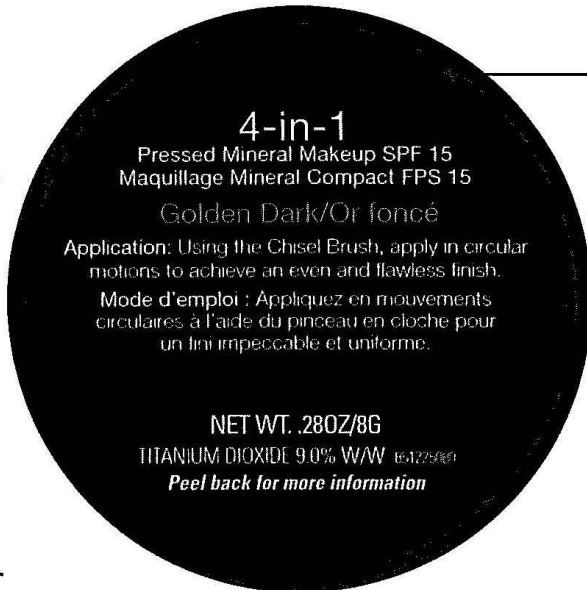 4-in-1
Pressed Mineral Makeup SPF 15
Maquillage Mineral Compact FPS 15
Golden Dark/Or foncé
Application: Using the Chisel Brush, apply in circular
motions to achieve an even and flawless finish.
Mode d'emploi : Appliquez en mouvements
circulaires à l'aide du pinceau en cloche pour
un fini impeccable et uniforme.
NET WT. .28OZ/8G
TITANIUM DIOXIDE 9.0% W/W
Peel back for more information